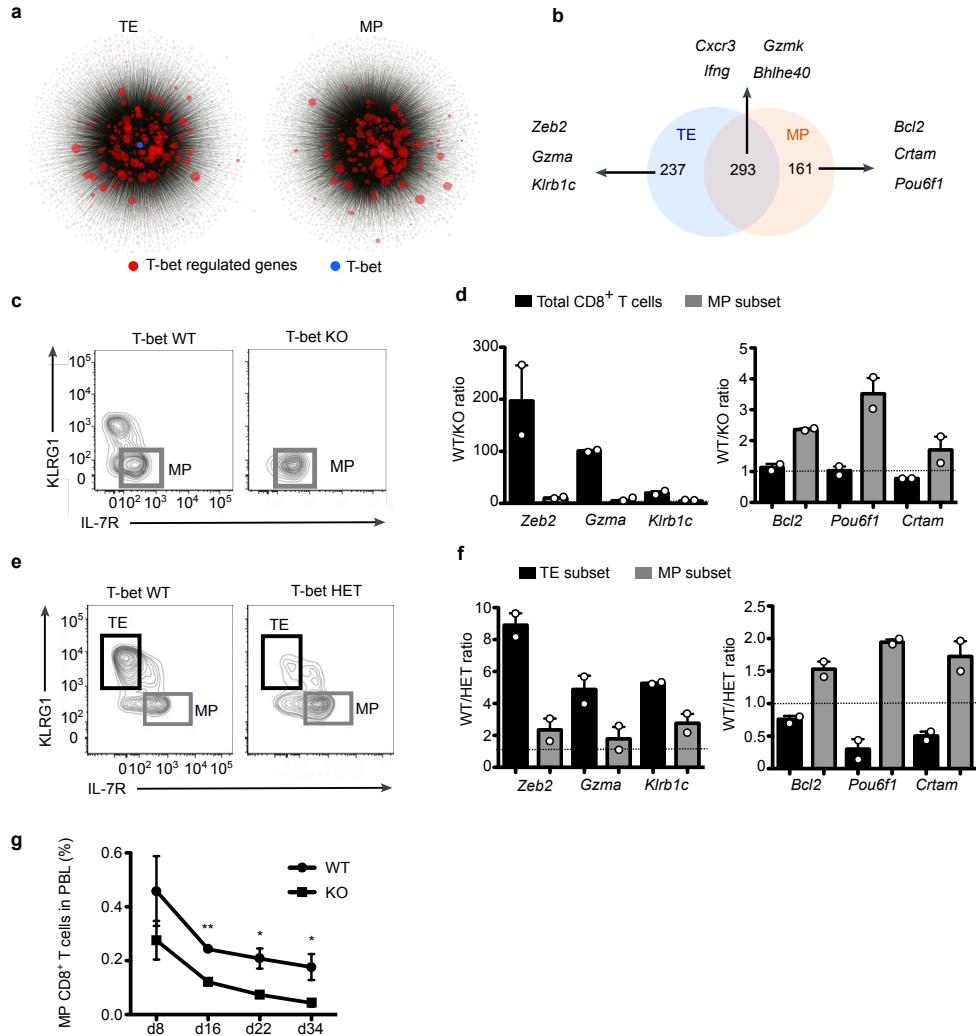 a
TE
MP
T-bet regulated genes
T-bet
b
Cxcr3 Gzmk
Ifng Bhlhe40
Zeb2
Gzma
Klrb1c
TE
MP
237
293
161
Bcl2
Crtam
Pou6f1
c
T-bet WT
T-bet KO
KLRG1
10⁵
10⁴
10³
10²
0
MP
MP
0 10² 10³ 10⁴ 10⁵
IL-7R
d
Total CD8⁺ T cells
MP subset
WT/KO ratio
300
200
100
0
Zeb2 Gzma Klrb1c
WT/KO ratio
5
4
3
2
1
0
Bcl2 Pou6f1 Crtam
e
T-bet WT
T-bet HET
KLRG1
10⁵
10⁴
10³
10²
0
TE
MP
TE
MP
0 10² 10³ 10⁴ 10⁵
IL-7R
f
TE subset
MP subset
WT/HET ratio
10
8
6
4
2
0
Zeb2 Gzma Klrb1c
WT/HET ratio
2.5
2.0
1.5
1.0
0.5
0
Bcl2 Pou6f1 Crtam
g
MP CD8⁺ T cells in PBL (%)
0.6
0.4
0.2
0.0
WT
KO
** * *
d8 d16 d22 d34